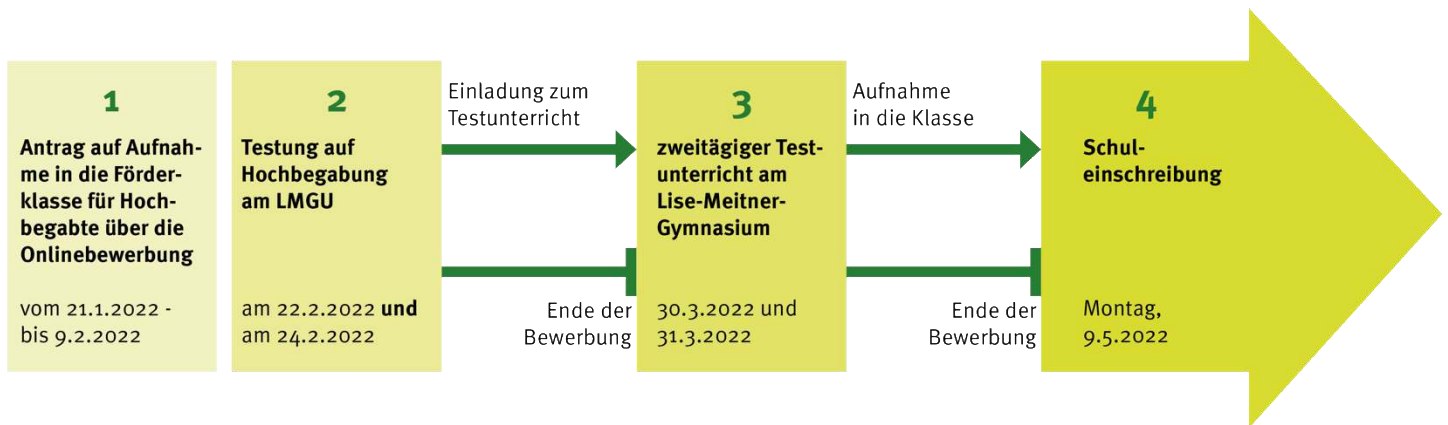 1
Antrag auf Aufnah-
me in die Förder-
klasse für Hoch-
begabte über die
Onlinebewerbung
vom 21.1.2022 -
bis 9.2.2022
2
Testung auf
Hochbegabung
am LMGU
am 22.2.2022 und
am 24.2.2022
Einladung zum
Testunterricht
Ende der
Bewerbung
3
zweitägiger Test-
unterricht am
Lise-Meitner-
Gymnasium
30.3.2022 und
31.3.2022
Aufnahme
in die Klasse
Ende der
Bewerbung
4
Schul-
einschreibung
Montag,
9.5.2022